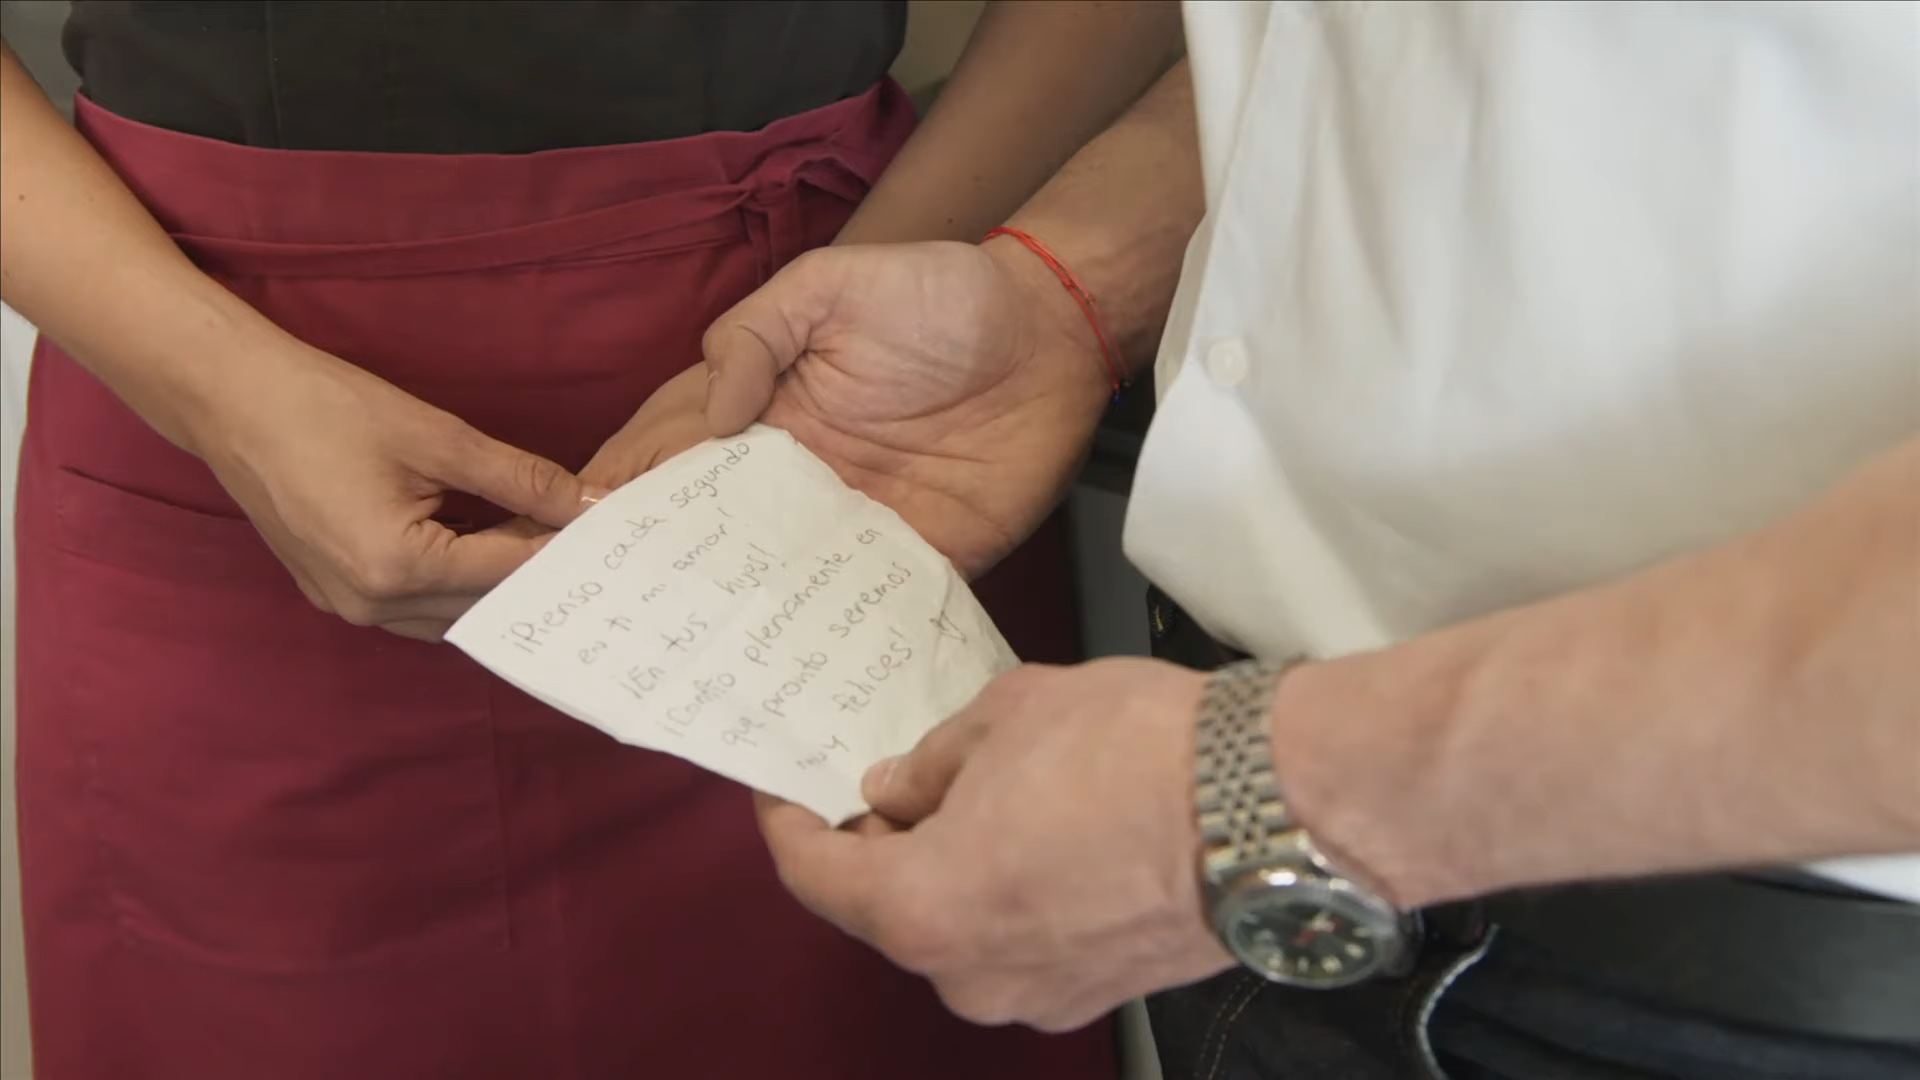 ¡Pienso cada segundo
en ti mi amor!
¡En tus hijos!
¡Confío plenamente en
que pronto seremos
muy felices!